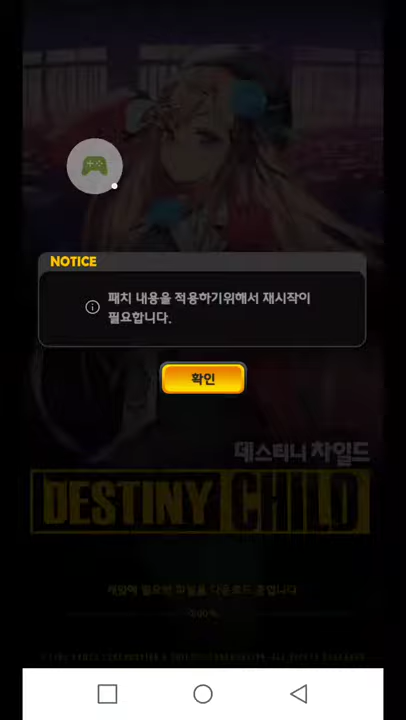 NOTICE
패치 내용을 적용하기위해서 재시작이
필요합니다.
확인
데스티니 차일드
DESTINY CHILD
게임에 필요한 파일을 다운로드 중입니다